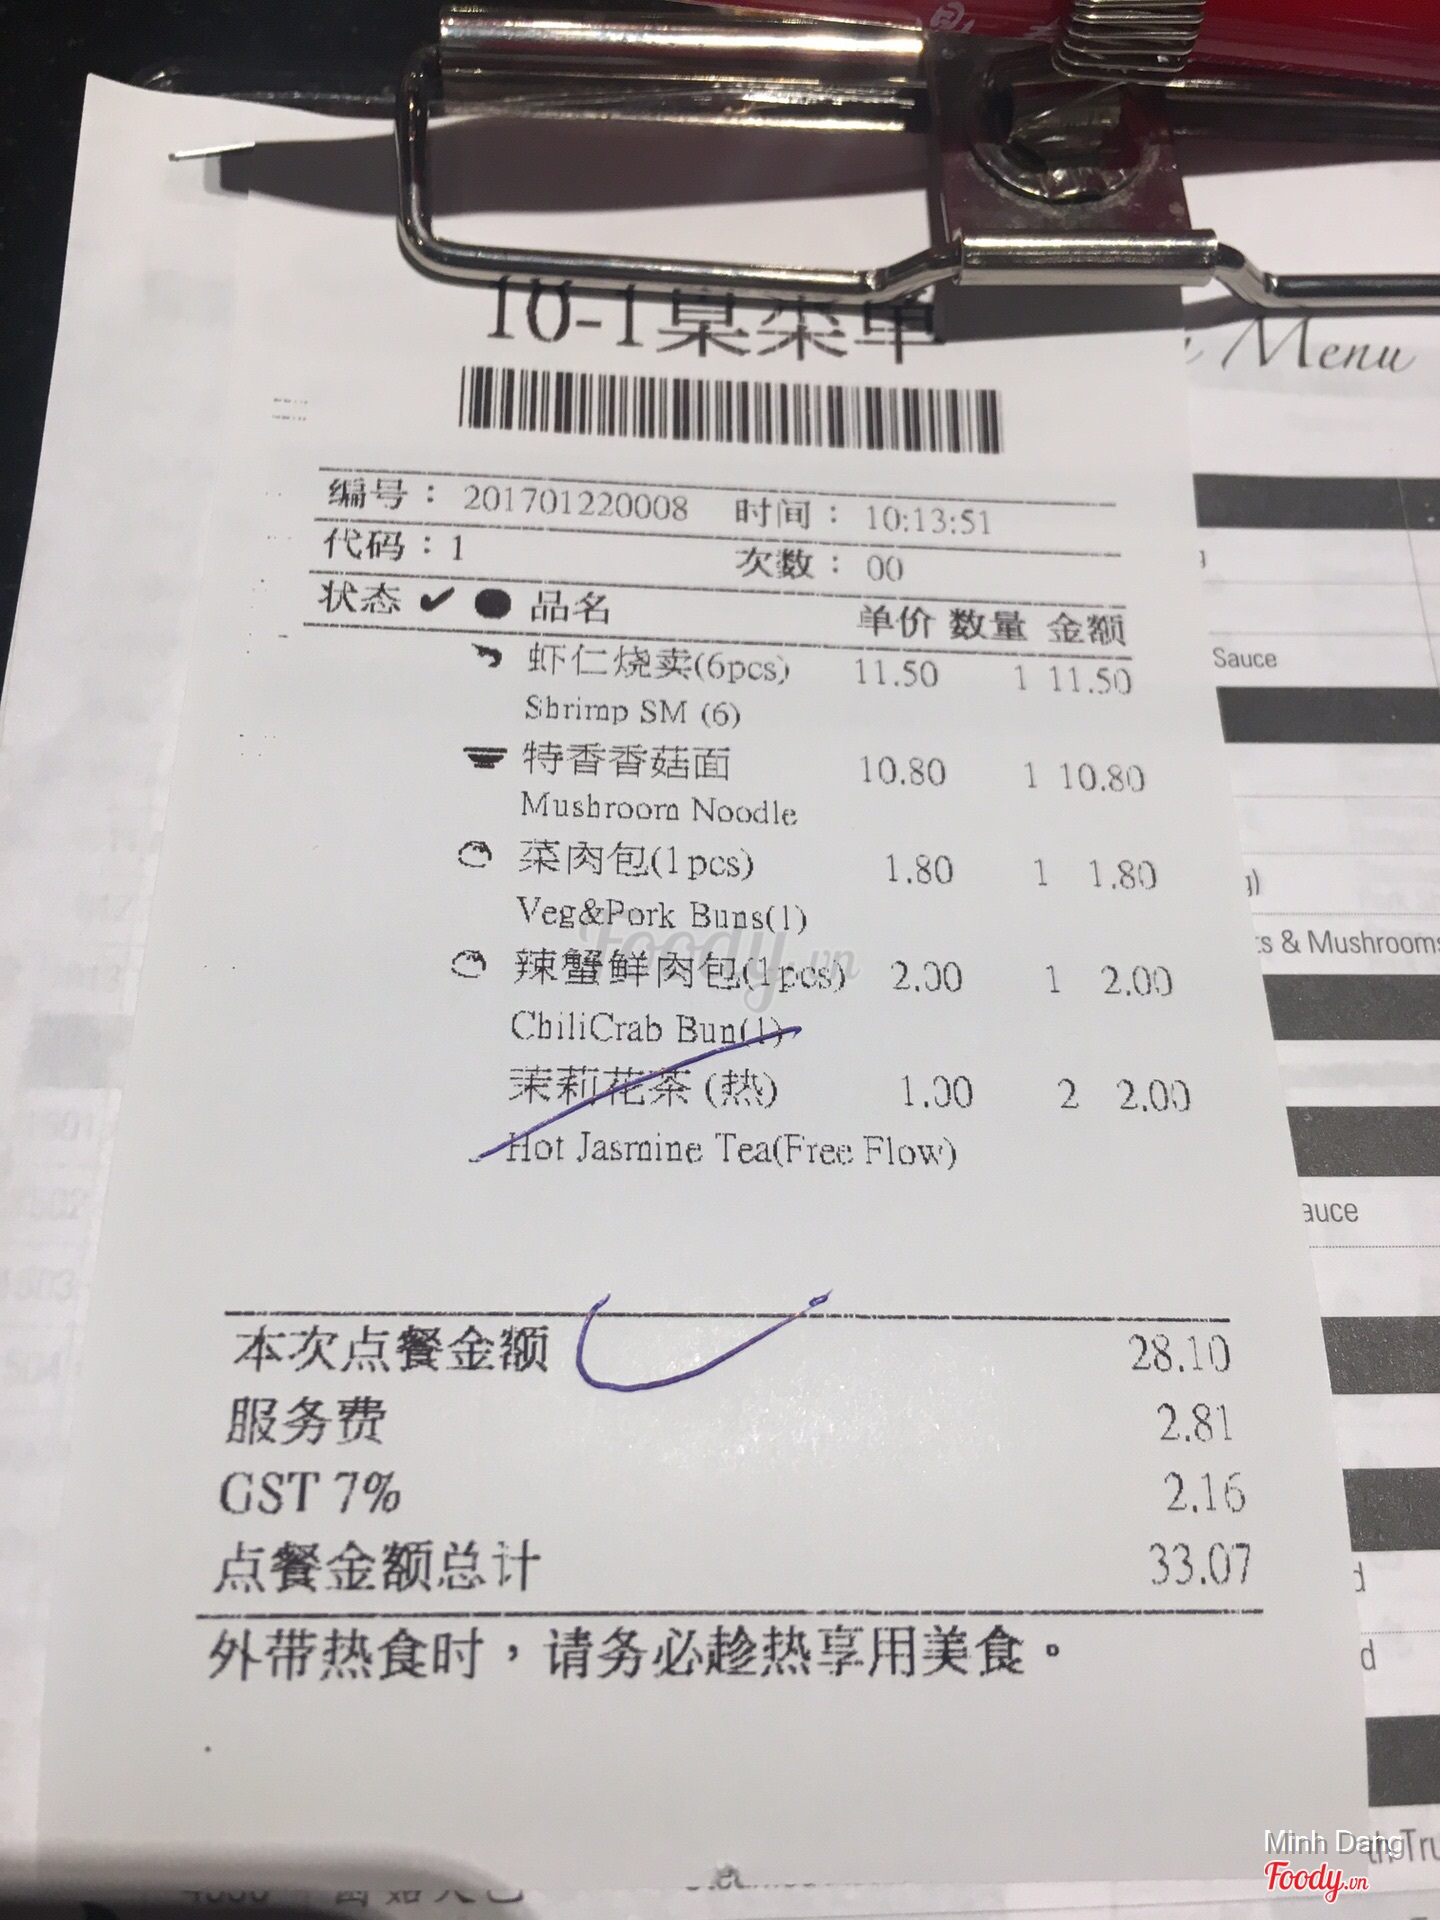 10-1桌菜单
Menu
编号：201701220008 时间：10:13:51
代码：1 次数：00
状态 ✔ ● 品名 单价 数量 金额
虾仁烧卖(6pcs) 11.50 1 11.50
Shrimp SM (6)
特香香菇面 10.80 1 10.80
Mushroom Noodle
菜肉包(1pcs) 1.80 1 1.80
Veg&Pork Buns(1)
辣蟹鲜肉包(1pcs) 2.00 1 2.00
ChiliCrab Bun(1)
茉莉花茶 (热) 1.00 2 2.00
Hot Jasmine Tea(Free Flow)
本次点餐金额 28.10
服务费 2.81
GST 7% 2.16
点餐金额总计 33.07
外带热食时，请务必趁热享用美食。
Sauce
& Mushrooms
Foody.vn
Minh Dang
Foody.vn